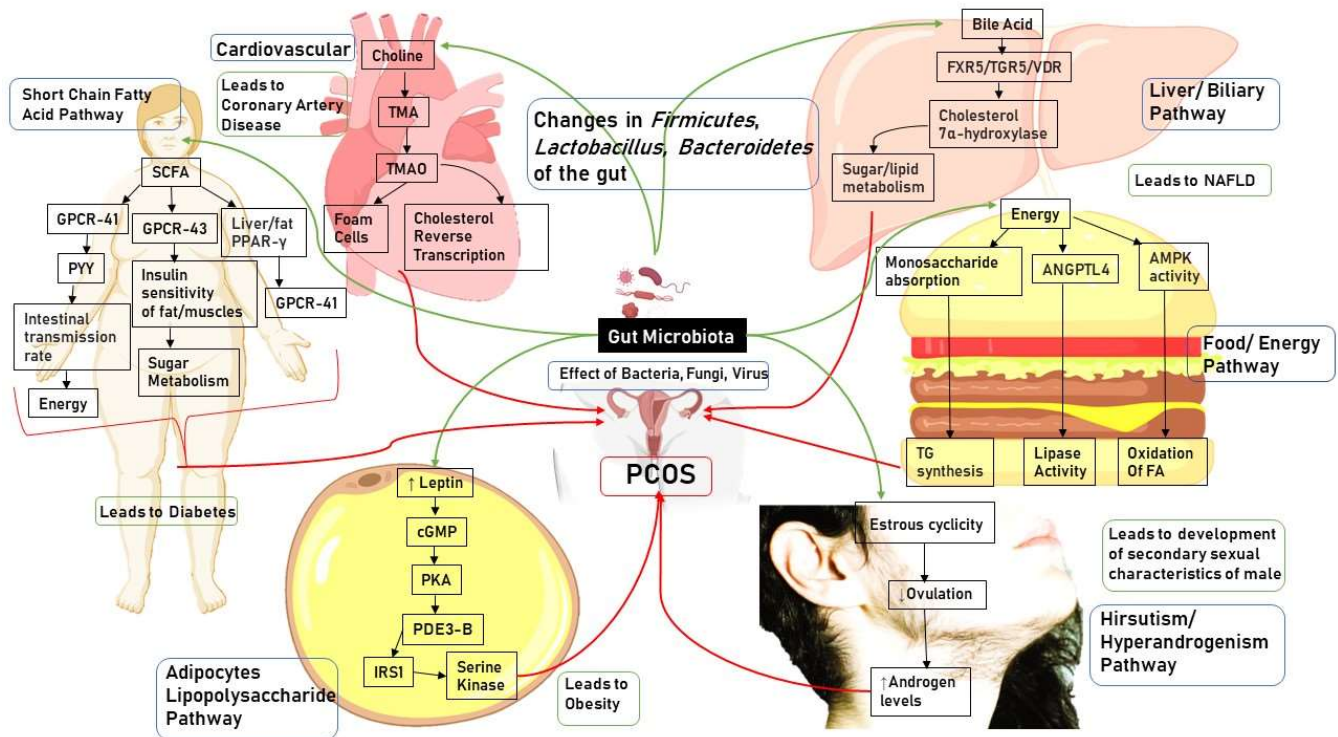 Cardiovascular
Leads to
Coronary Artery
Disease
Choline
TMA
TMAO
Foam
Cells
Cholesterol
Reverse
Transcription
Short Chain Fatty
Acid Pathway
SCFA
GPCR-41
GPCR-43
Liver/fat
PPAR-γ
PYY
Insulin
sensitivity
of fat/muscles
GPCR-41
Intestinal
transmission
rate
Sugar
Metabolism
Energy
Leads to Diabetes
Changes in Firmicutes,
Lactobacillus, Bacteroidetes
of the gut
Gut Microbiota
Effect of Bacteria, Fungi, Virus
PCOS
Bile Acid
FXR5/TGR5/VDR
Cholesterol
7α-hydroxylase
Sugar/lipid
metabolism
Liver/ Biliary
Pathway
Leads to NAFLD
Energy
Monosaccharide
absorption
ANGPTL4
AMPK
activity
Food/ Energy
Pathway
TG
synthesis
Lipase
Activity
Oxidation
Of FA
↑ Leptin
cGMP
PKA
PDE3-B
IRS1
Serine
Kinase
Adipocytes
Lipopolysaccharide
Pathway
Leads to
Obesity
Estrous cyclicity
↓Ovulation
↑Androgen
levels
Leads to development
of secondary sexual
characteristics of male
Hirsutism/
Hyperandrogenism
Pathway